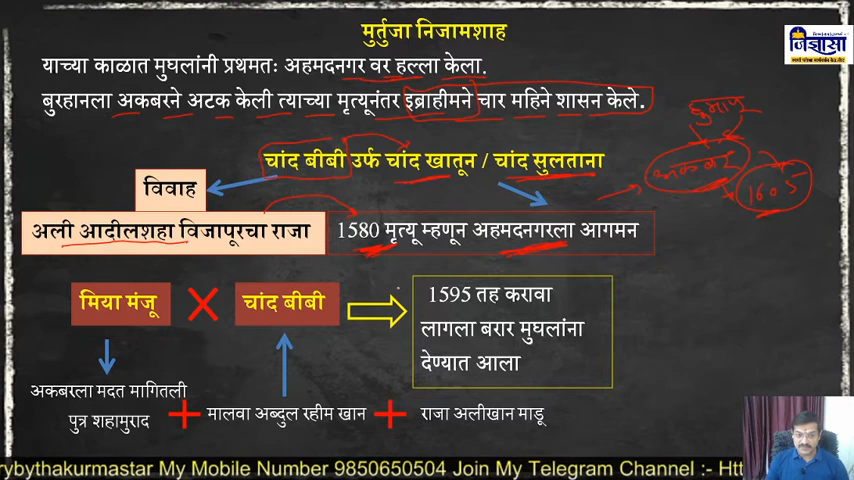 मुर्तुजा निजामशाह
याच्या काळात मुघलांनी प्रथमतः अहमदनगर वर हल्ला केला.
बुरहानला अकबरने अटक केली त्याच्या मृत्यूनंतर इब्राहीमने चार महिने शासन केले.
हुमायू
अकबर
1605
चांद बीबी उर्फ चांद खातून / चांद सुलताना
विवाह
अली आदीलशहा विजापूरचा राजा
1580 मृत्यू म्हणून अहमदनगरला आगमन
मिया मंजू
चांद बीबी
1595 तह करावा
लागला बरार मुघलांना
देण्यात आला
अकबरला मदत मागितली
पुत्र शहामुराद + मालवा अब्दुल रहीम खान + राजा अलीखान माडू
जिज्ञासा
rybythakurmastar My Mobile Number 9850650504 Join My Telegram Channel :- Htt